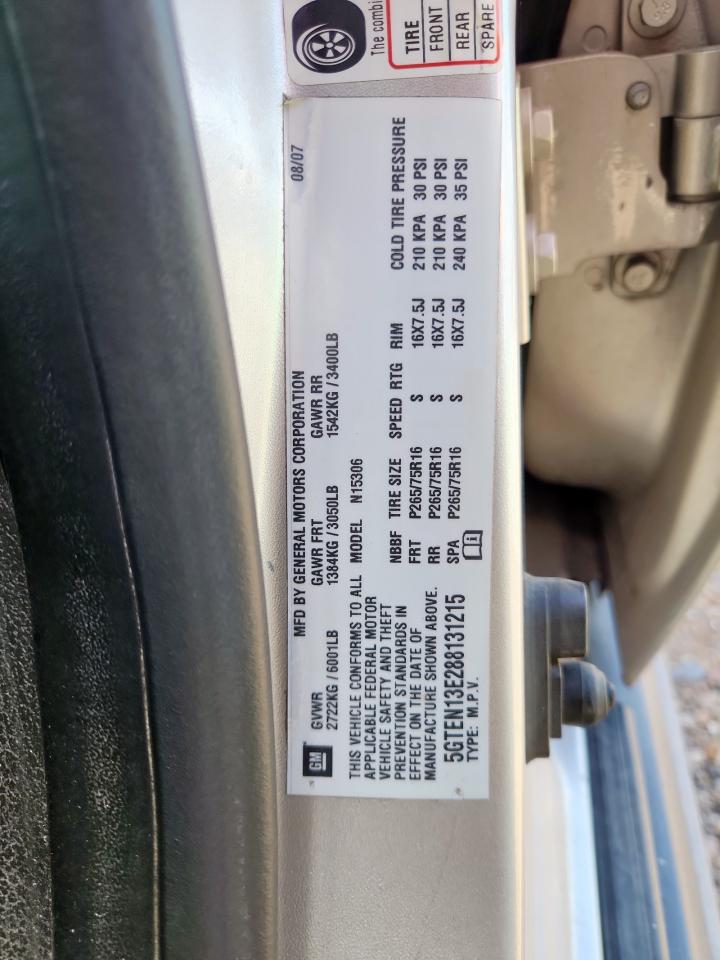 The combi
TIRE
FRONT
REAR
SPARE
MFD BY GENERAL MOTORS CORPORATION 08/07
GM
GVWR GAWR FRT GAWR RR
2722KG / 6001LB 1384KG / 3050LB 1542KG / 3400LB
THIS VEHICLE CONFORMS TO ALL
APPLICABLE FEDERAL MOTOR
VEHICLE SAFETY AND THEFT
PREVENTION STANDARDS IN
EFFECT ON THE DATE OF
MANUFACTURE SHOWN ABOVE.
MODEL N15306
NBBF TIRE SIZE SPEED RTG RIM COLD TIRE PRESSURE
FRT P265/75R16 S 16X7.5J 210 KPA 30 PSI
RR P265/75R16 S 16X7.5J 210 KPA 30 PSI
SPA P265/75R16 S 16X7.5J 240 KPA 35 PSI
5GTEN13E288131215
TYPE: M.P.V.